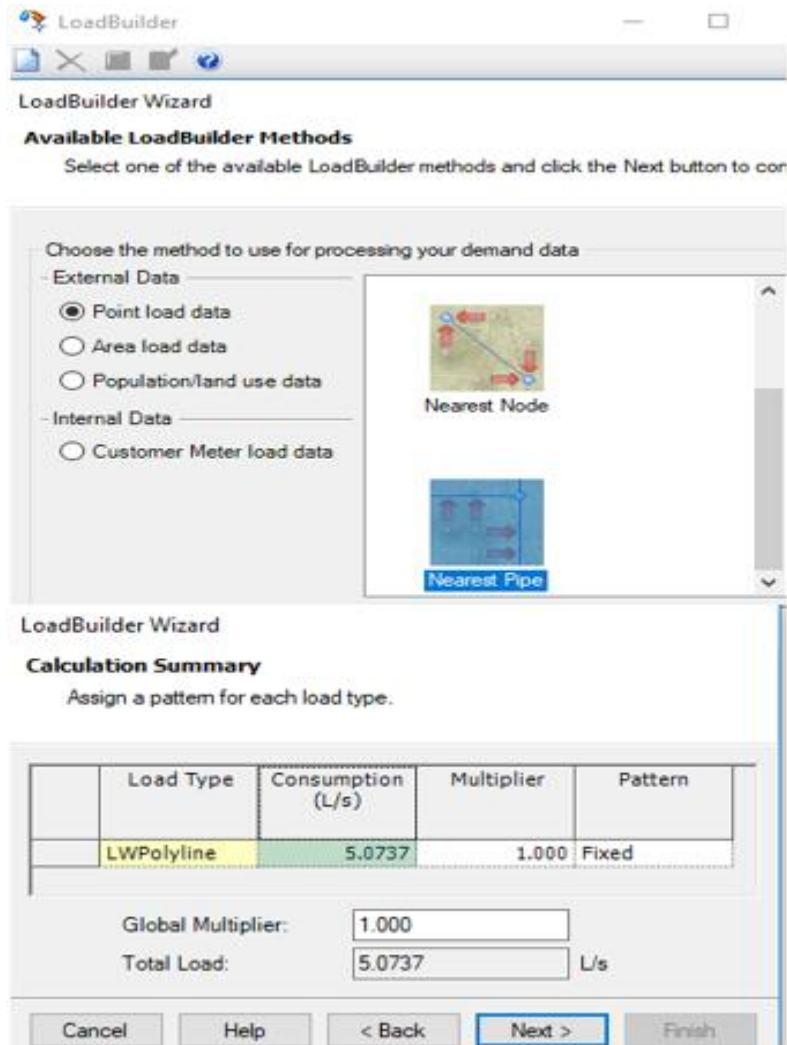 LoadBuilder
LoadBuilder Wizard
Available LoadBuilder Methods
Select one of the available LoadBuilder methods and click the Next button to con
Choose the method to use for processing your demand data
External Data
Point load data
Area load data
Population/land use data
Internal Data
Customer Meter load data
Nearest Node
Nearest Pipe
LoadBuilder Wizard
Calculation Summary
Assign a pattern for each load type.
Load Type Consumption (L/s) Multiplier Pattern
LWPolyline 5.0737 1.000 Fixed
Global Multiplier: 1.000
Total Load: 5.0737 L/s
Cancel Help < Back Next > Finish